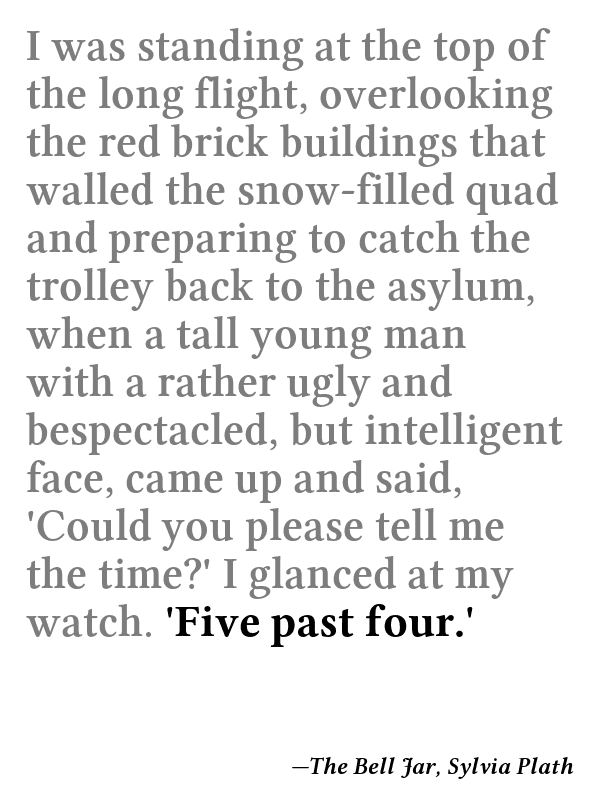 I was standing at the top of
the long flight, overlooking
the red brick buildings that
walled the snow-filled quad
and preparing to catch the
trolley back to the asylum,
when a tall young man
with a rather ugly and
bespectacled, but intelligent
face, came up and said,
'Could you please tell me
the time?' I glanced at my
watch. 'Five past four.'
—The Bell Jar, Sylvia Plath